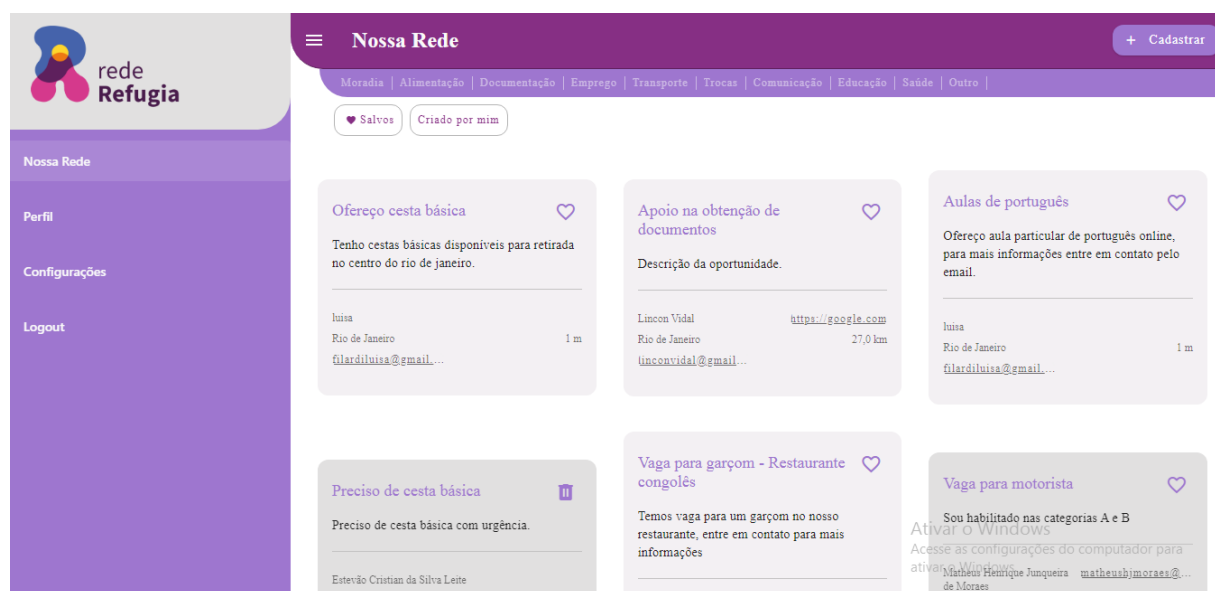 rede
Refugia
Nossa Rede
Perfil
Configurações
Logout
Nossa Rede
+ Cadastrar
Moradia | Alimentação | Documentação | Emprego | Transporte | Trocas | Comunicação | Educação | Saúde | Outro |
Salvos
Criado por mim
Ofereço cesta básica
Tenho cestas básicas disponíveis para retirada
no centro do rio de janeiro.
luisa
Rio de Janeiro 1 m
filardiluisa@gmail....
Apoio na obtenção de
documentos
Descrição da oportunidade.
Lincon Vidal https://google.com
Rio de Janeiro 27,0 km
linconvidal@gmail...
Aulas de português
Ofereço aula particular de português online,
para mais informações entre em contato pelo
email.
luisa
Rio de Janeiro 1 m
filardiluisa@gmail....
Preciso de cesta básica
Preciso de cesta básica com urgência.
Estevão Cristian da Silva Leite
Vaga para garçom - Restaurante
congolês
Temos vaga para um garçom no nosso
restaurante, entre em contato para mais
informações
Vaga para motorista
Sou habilitado nas categorias A e B
Matheus Henrique Junqueira matheushjmoraes@...
de Moraes
Ativar o Windows
Acesse as configurações do computador para
ativar o Windows.